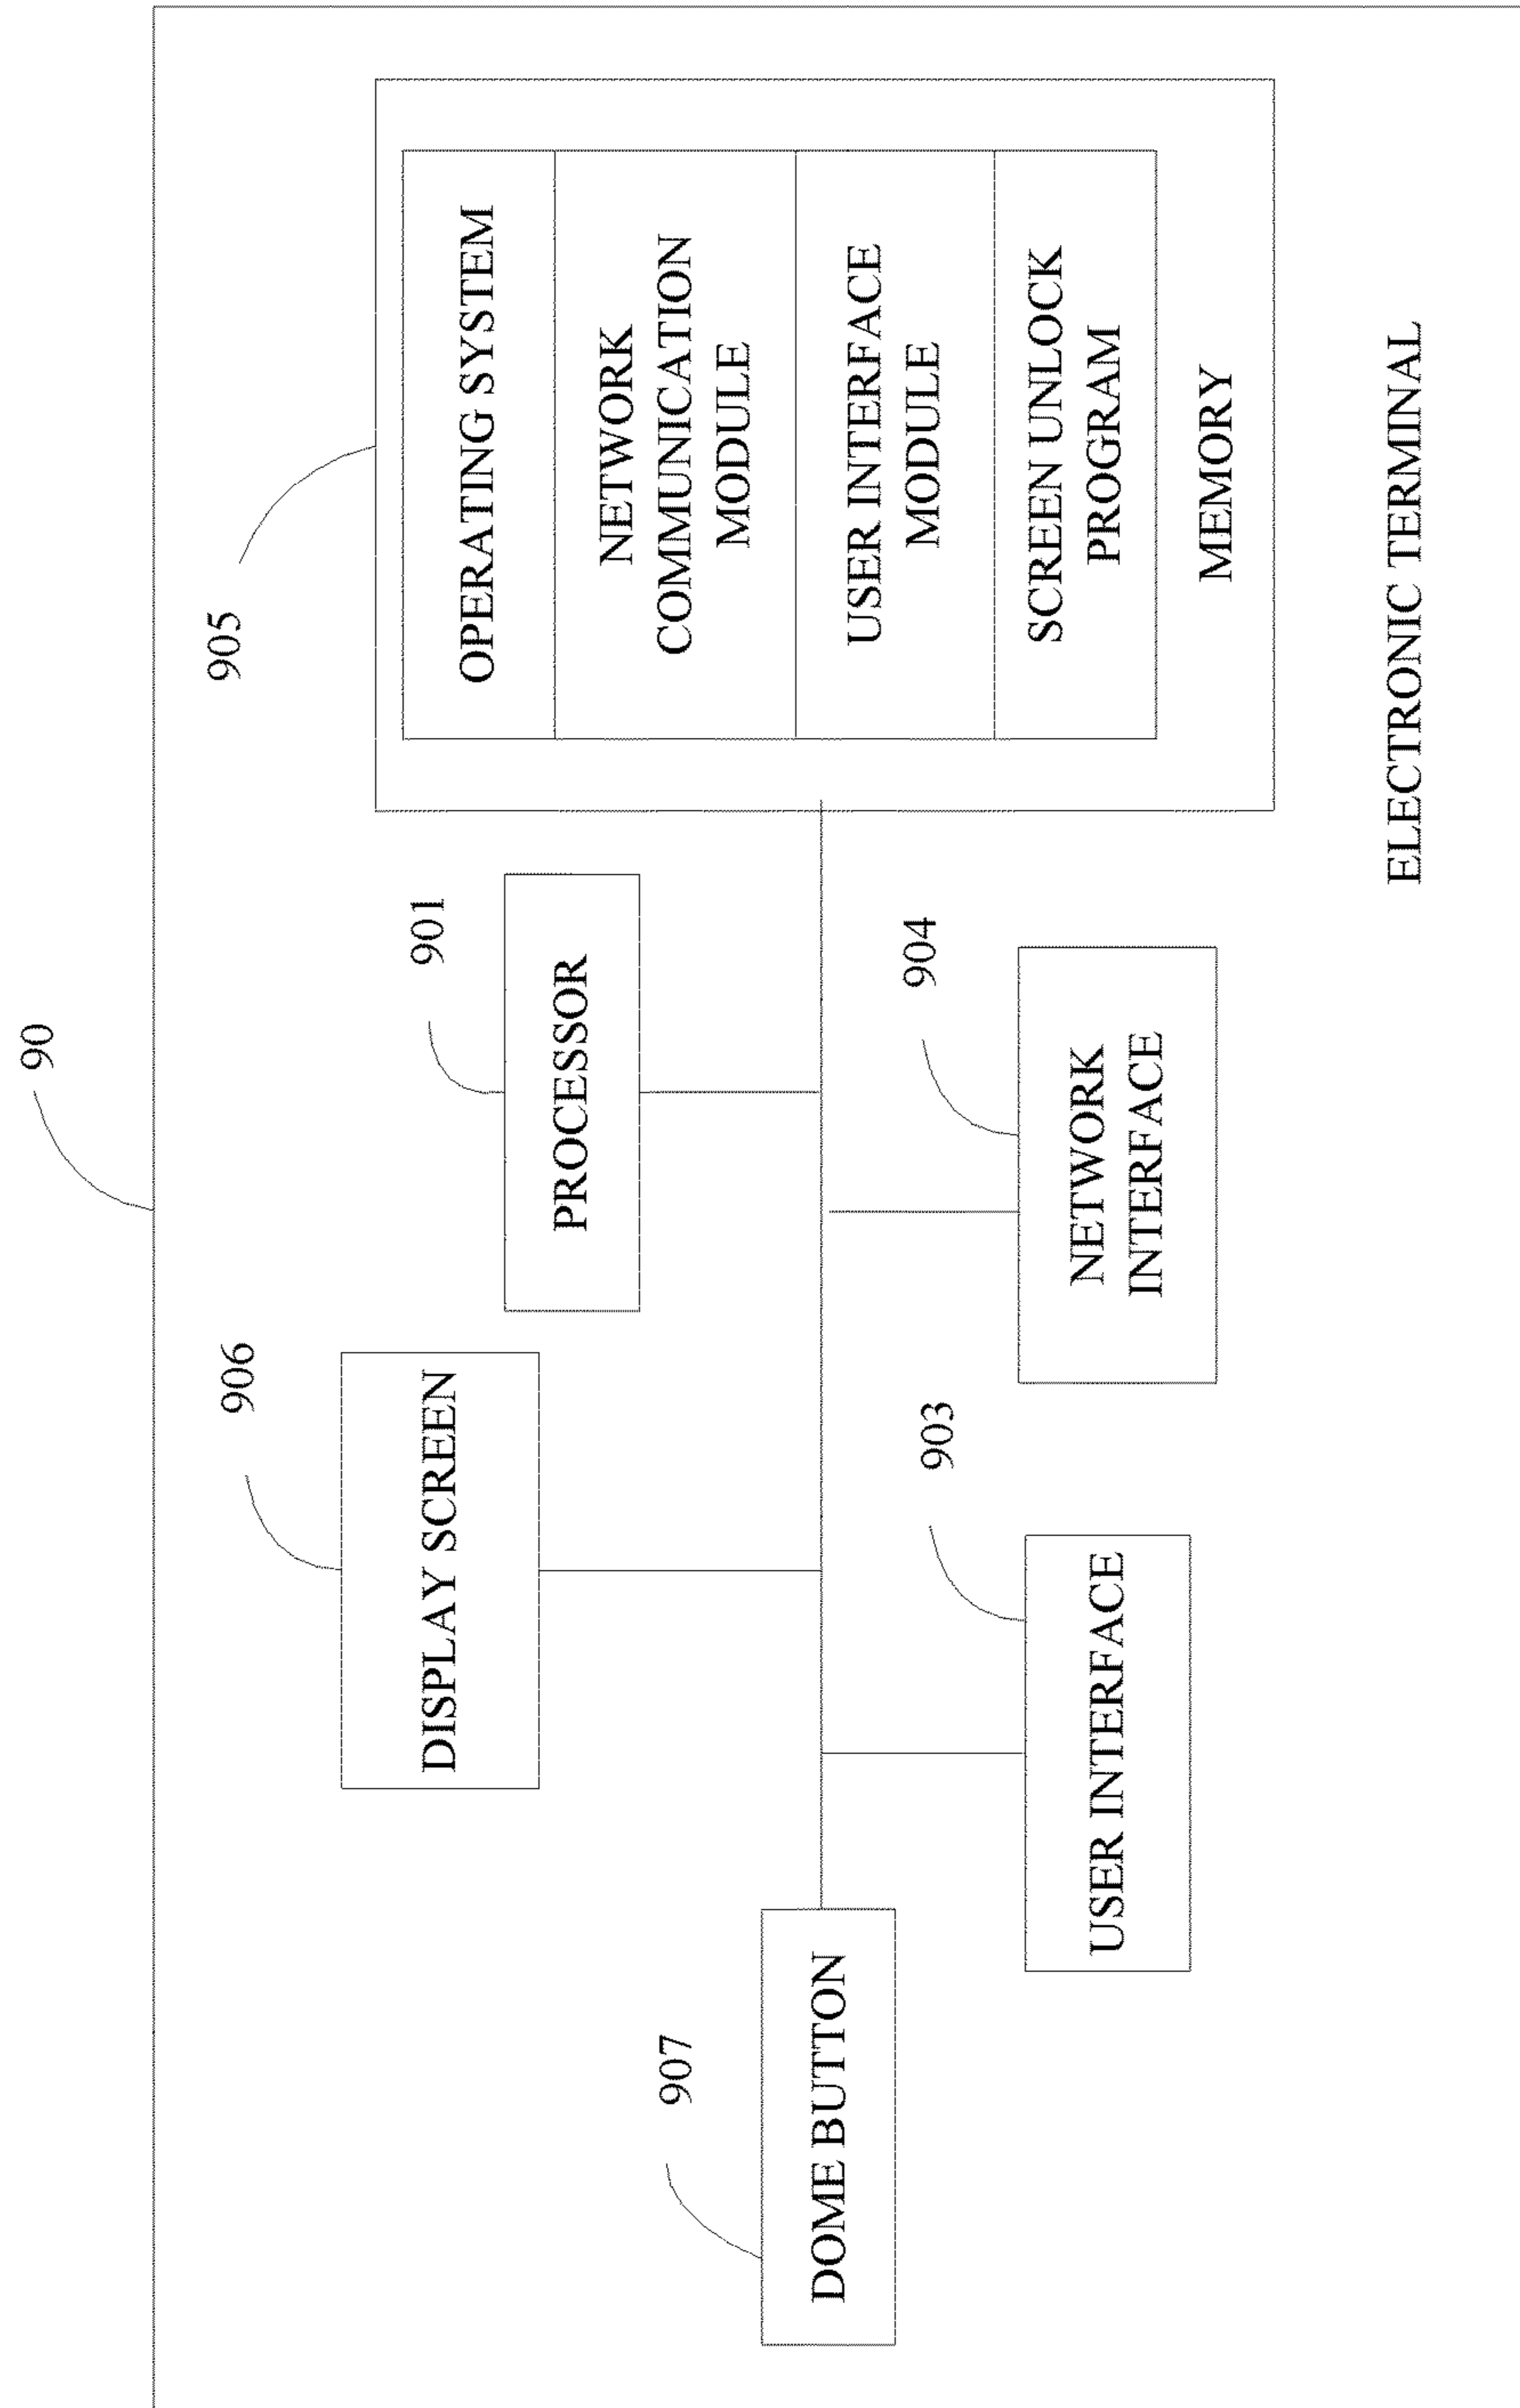 90
905
OPERATING SYSTEM
NETWORK
COMMUNICATION
MODULE
USER INTERFACE
MODULE
SCREEN UNLOCK
PROGRAM
MEMORY
906
DISPLAY SCREEN
901
PROCESSOR
907
DOME BUTTON
903
USER INTERFACE
904
NETWORK
INTERFACE
ELECTRONIC TERMINAL